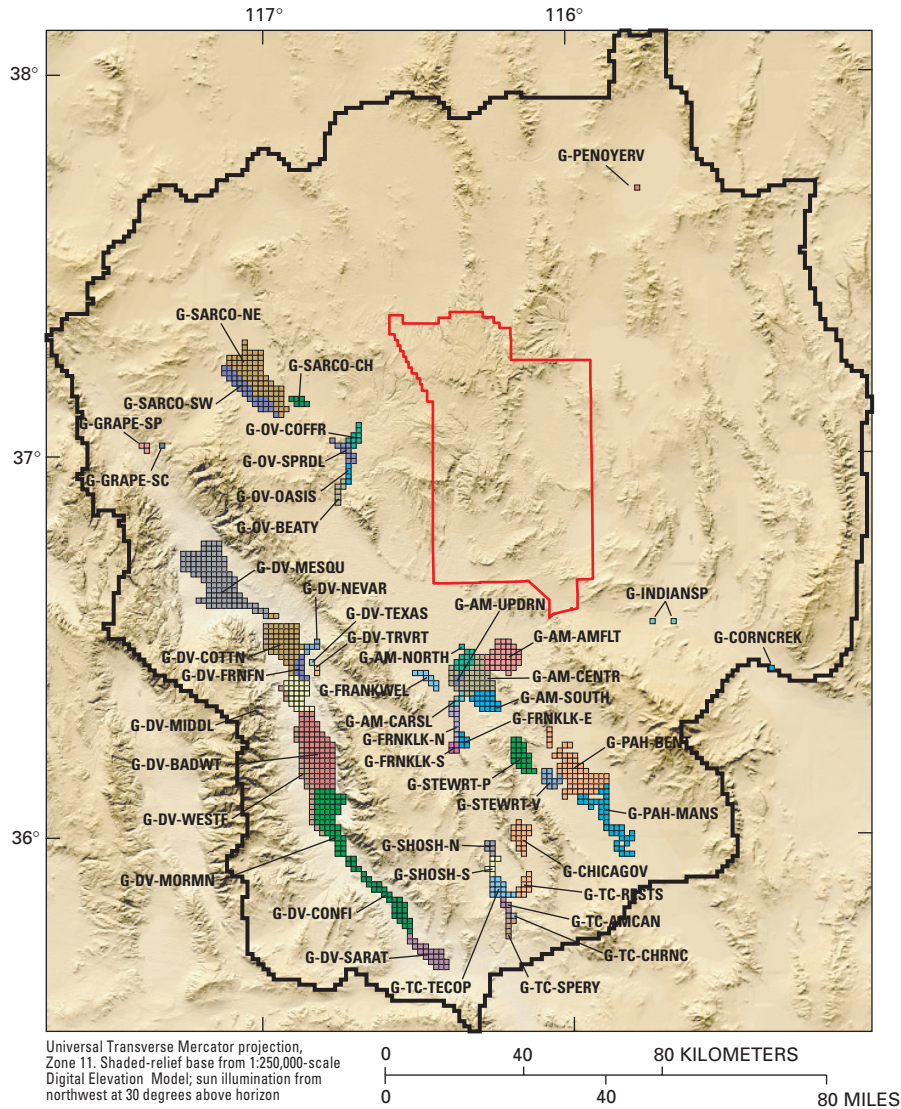 117°
116°
38°
G-PENOYERV
G-SARCO-NE
G-SARCO-CH
G-SARCO-SW
G-GRAPE-SP
G-OV-COFFR
37°
G-OV-SPRDL
G-GRAPE-SC
G-OV-OASIS
G-OV-BEATY
G-DV-MESQU
G-DV-NEVAR
G-INDIANSP
G-AM-UPDRN
G-DV-TEXAS
G-DV-TRVRT
G-AM-AMFLT
G-CORNCREK
G-DV-COTTN
G-AM-NORTH
G-DV-FRNFN
G-AM-CENTR
G-FRANKWEL
G-AM-SOUTH
G-DV-MIDDL
G-AM-CARSL
G-FRNKLK-E
G-FRNKLK-N
G-PAH-BENT
G-DV-BADWT
G-FRNKLK-S
G-STEWRT-P
G-STEWRT-V
G-DV-WESTF
G-PAH-MANS
36°
G-SHOSH-N
G-CHICAGOV
G-SHOSH-S
G-DV-MORMN
G-TC-RESTS
G-DV-CONFI
G-TC-AMCAN
G-DV-SARAT
G-TC-CHRNC
G-TC-TECOP
G-TC-SPERY
Universal Transverse Mercator projection,
Zone 11. Shaded-relief base from 1:250,000-scale
Digital Elevation Model; sun illumination from
northwest at 30 degrees above horizon
0 40 80 KILOMETERS
0 40 80 MILES